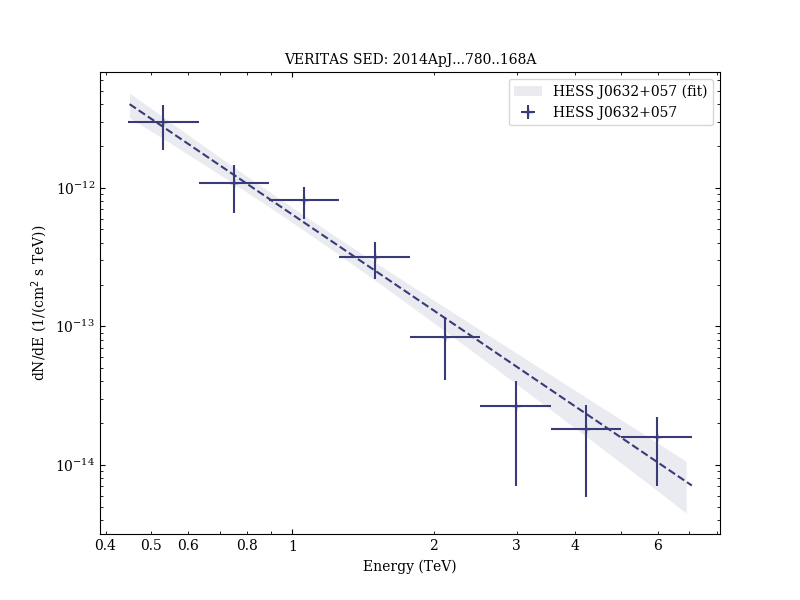 VERITAS SED: 2014ApJ...780..168A
HESS J0632+057 (fit)
HESS J0632+057
dN/dE (1/(cm² s TeV))
10⁻¹²
10⁻¹³
10⁻¹⁴
0.4 0.5 0.6 0.8 1 2 3 4 6
Energy (TeV)